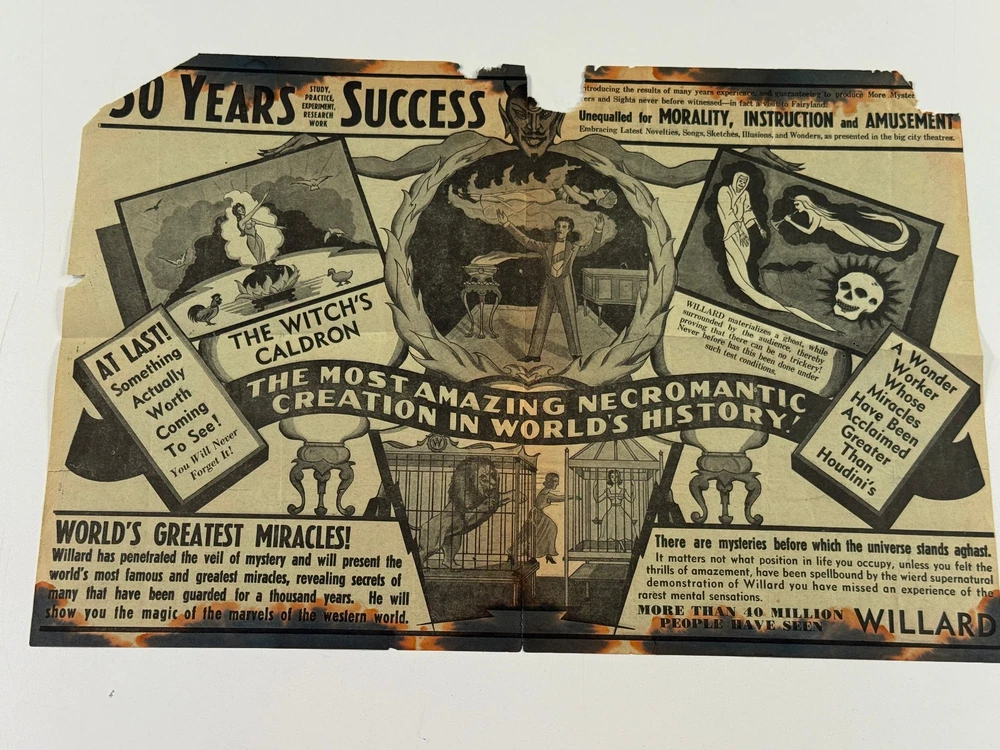 50 YEARS
STUDY,
PRACTICE,
EXPERIMENT,
RESEARCH
WORK
SUCCESS
introducing the results of many years experience, and guaranteeing to produce More
ers and Sights never before witnessed—in fact a visit to Fairyland!
Unequalled for MORALITY, INSTRUCTION and AMUSEMENT
Embracing Latest Novelties, Songs, Sketches, Illusions, and Wonders, as presented in the big city theatres.
THE WITCH'S
CALDRON
WILLARD materializes a ghost, while
surrounded by the audience, thereby
proving that there can be no trickery!
Never before has this been done under
such test conditions.
AT LAST!
Something
Actually
Worth
Coming
To See!
You Will Never
Forget It!
A Wonder
Worker
Whose
Miracles
Have Been
Acclaimed
Greater
Than
Houdini's
THE MOST AMAZING NECROMANTIC
CREATION IN WORLD'S HISTORY!
W
WORLD'S GREATEST MIRACLES!
Willard has penetrated the veil of mystery and will present the
world's most famous and greatest miracles, revealing secrets of
many that have been guarded for a thousand years. He will
show you the magic of the marvels of the western world.
There are mysteries before which the universe stands aghast.
It matters not what position in life you occupy, unless you felt the
thrills of amazement, have been spellbound by the wierd supernatural
demonstration of Willard you have missed an experience of the
rarest mental sensations.
MORE THAN 40 MILLION
PEOPLE HAVE SEEN
WILLARD